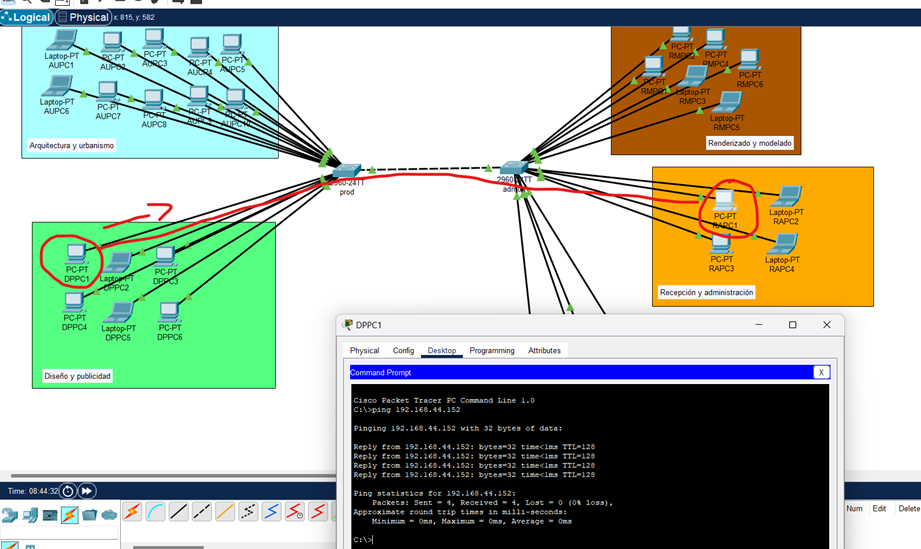 Logical
Physical
x: 815, y: 582
Laptop-PT
AUPC1
PC-PT
AUPC2
PC-PT
AUPC3
PC-PT
AUPC4
PC-PT
AUPC5
Laptop-PT
AUPC6
PC-PT
AUPC7
PC-PT
AUPC8
PC-PT
PC-PT
Arquitectura y urbanismo
2960-24TT
prod
2960-24TT
PC-PT
RMPC2
PC-PT
RMPC4
PC-PT
RMPC6
PC-PT
RMPC1
Laptop-PT
RMPC3
Laptop-PT
RMPC5
Renderizado y modelado
PC-PT
RAPC1
Laptop-PT
RAPC2
PC-PT
RAPC3
Laptop-PT
RAPC4
Recepción y administración
PC-PT
DPPC1
Laptop-PT
DPPC2
PC-PT
DPPC3
PC-PT
DPPC4
Laptop-PT
DPPC5
PC-PT
DPPC6
Diseño y publicidad
DPPC1
Physical
Config
Desktop
Programming
Attributes
Command Prompt
X
Cisco Packet Tracer PC Command Line 1.0
C:\>ping 192.168.44.152
Pinging 192.168.44.152 with 32 bytes of data:
Reply from 192.168.44.152: bytes=32 time<1ms TTL=128
Reply from 192.168.44.152: bytes=32 time<1ms TTL=128
Reply from 192.168.44.152: bytes=32 time<1ms TTL=128
Reply from 192.168.44.152: bytes=32 time<1ms TTL=128
Ping statistics for 192.168.44.152:
Packets: Sent = 4, Received = 4, Lost = 0 (0% loss),
Approximate round trip times in milli-seconds:
Minimum = 0ms, Maximum = 0ms, Average = 0ms
C:\>
Time: 08:44:32
Num
Edit
Delete